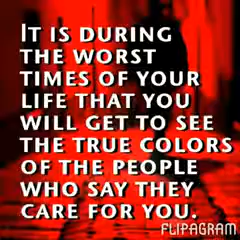 It is during
the worst
times of your
life that you
will get to see
the true colors
of the people
who say they
care for you.
FLIPAGRAM